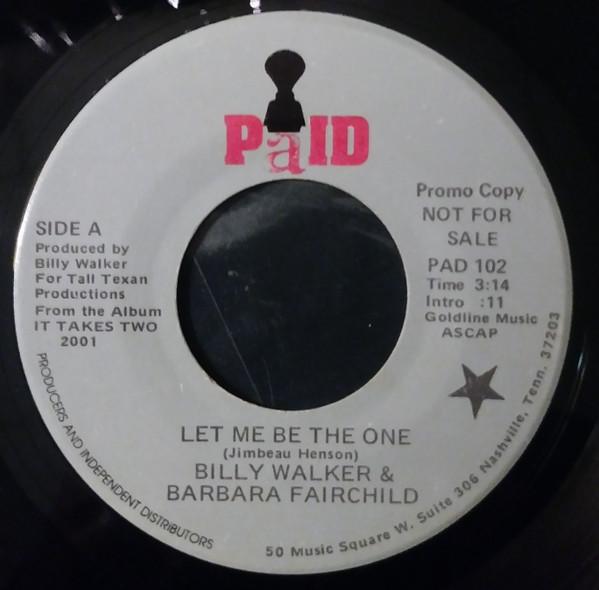 PaID
SIDE A
Produced by
Billy Walker
For Tall Texan
Productions
From the Album
IT TAKES TWO
2001
Promo Copy
NOT FOR
SALE
PAD 102
Time 3:14
Intro :11
Goldline Music
ASCAP
LET ME BE THE ONE
(Jimbeau Henson)
BILLY WALKER &
BARBARA FAIRCHILD
PRODUCERS AND INDEPENDENT DISTRIBUTORS
50 Music Square W. Suite 306 Nashville, Tenn. 37203